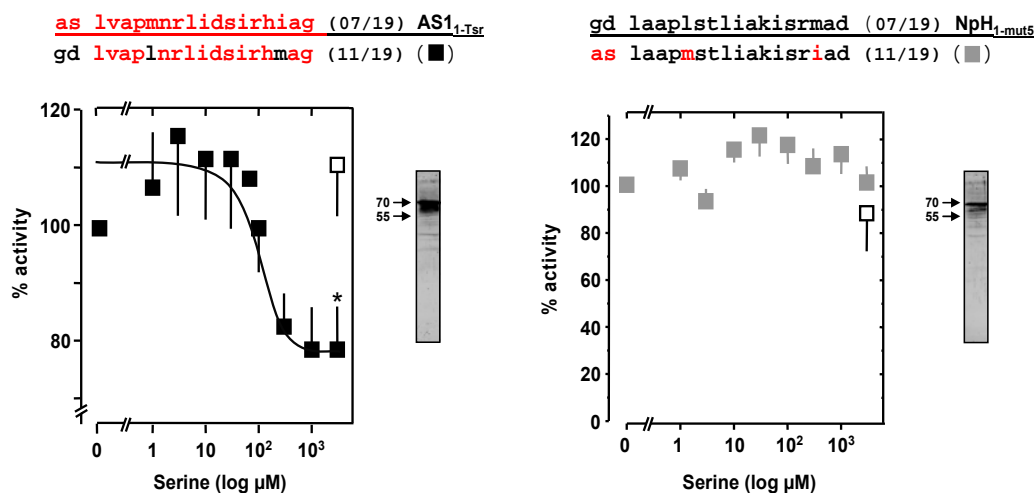 as lvapmnrlidsirhiag (07/19) AS11-Tsr
gd lvaplnrlidsirhmag (11/19) (■)
120
100
80
% activity
0 1 10 10² 10³
Serine (log µM)
*
70
55
gd laaplstliakisrmad (07/19) NpH1-mut5
as laapmstliakisriad (11/19) (■)
120
100
80
60
40
20
0
% activity
0 1 10 10² 10³
Serine (log µM)
70
55